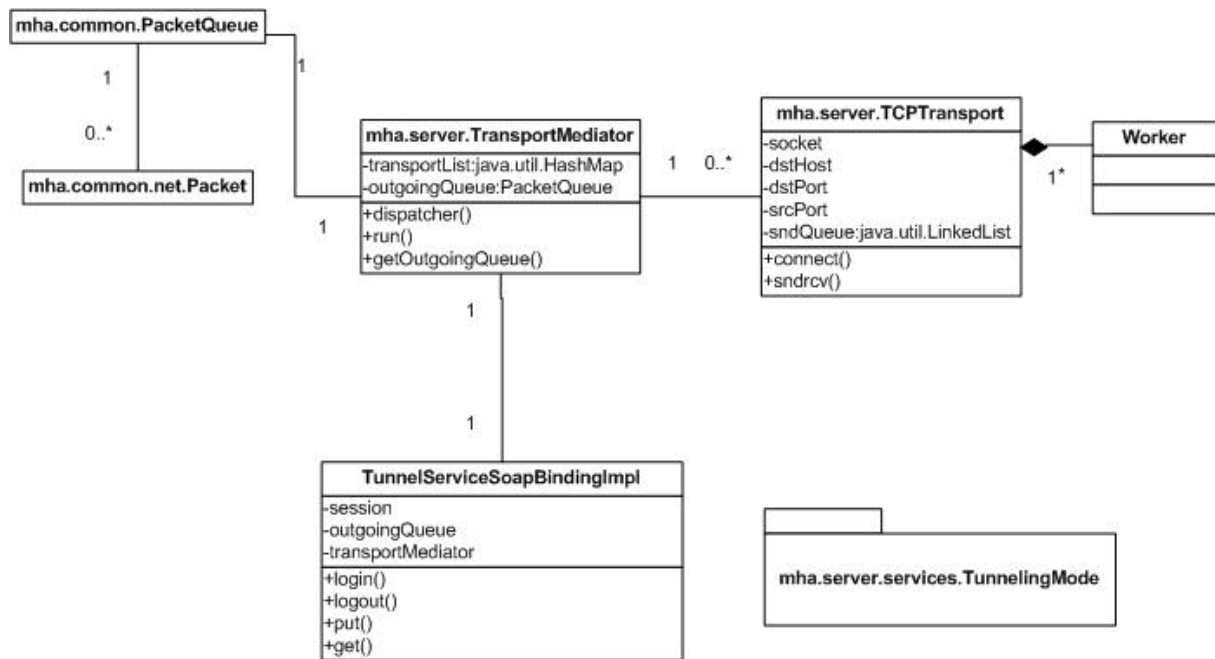 mha.common.PacketQueue
1
0..*
mha.common.net.Packet
1
1
mha.server.TransportMediator
-transportList:java.util.HashMap
-outgoingQueue:PacketQueue
+dispatcher()
+run()
+getOutgoingQueue()
1
0..*
mha.server.TCPTransport
-socket
-dstHost
-dstPort
-srcPort
-sndQueue:java.util.LinkedList
+connect()
+sndrcv()
1*
Worker
1
1
TunnelServiceSoapBindingImpl
-session
-outgoingQueue
-transportMediator
+login()
+logout()
+put()
+get()
mha.server.services.TunnelingMode